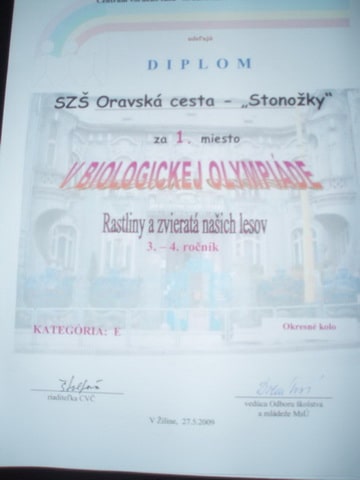 udeľuje
DIPLOM
SZŠ Oravská cesta - „Stonožky"
za 1. miesto
V BIOLOGICKEJ OLYMPIÁDE
Rastliny a zvieratá našich lesov
3. – 4. ročník
KATEGÓRIA: E
Okresné kolo
riaditeľka CVČ
vedúca Odboru školstva
a mládeže MsÚ
V Žiline, 27.5.2009